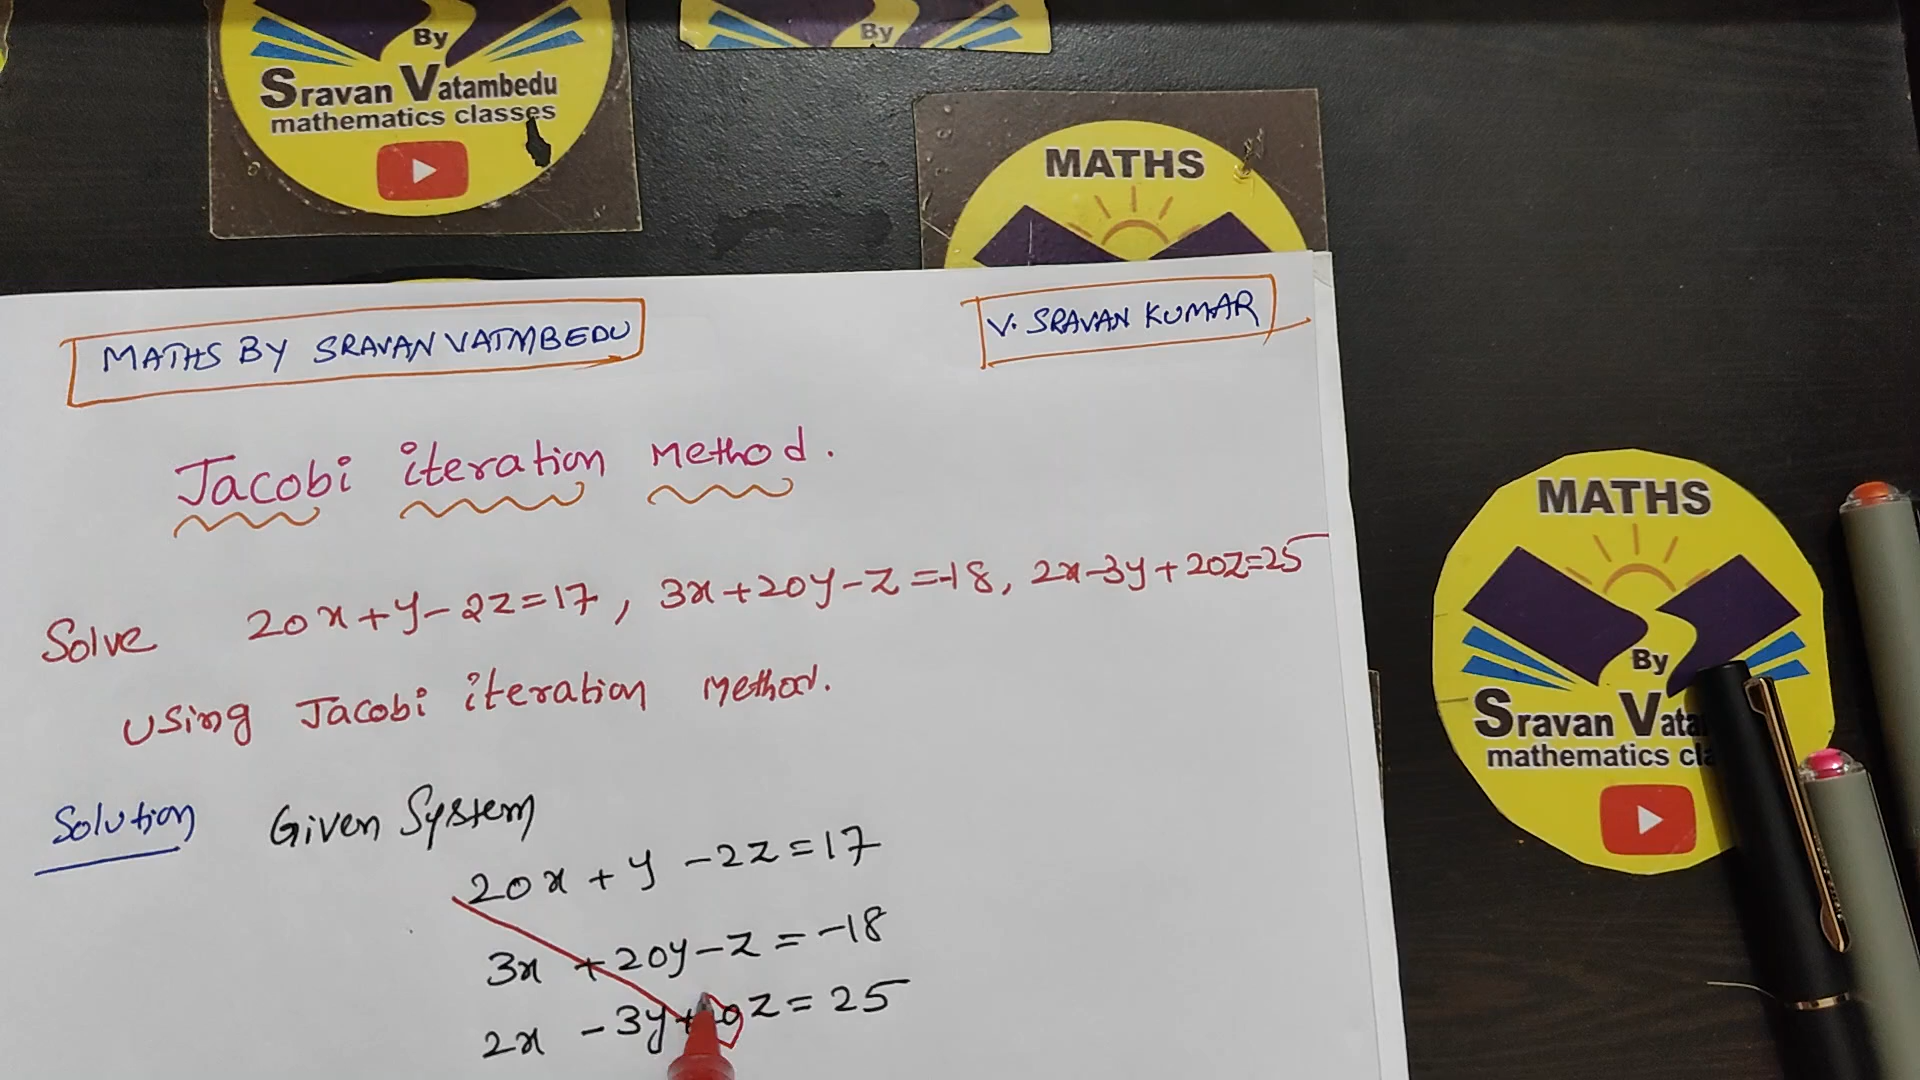 By
Sravan Vatambedu
mathematics classes
By
MATHS
MATHS BY SRAVAN VATMBEDU
V. SRAVAN KUMAR
Jacobi iteration Method.
Solve 20x+y-2z=17, 3x+20y-z=-18, 2x-3y+20z=25
using Jacobi iteration Method.
Solution Given System
20x + y - 2z = 17
3x + 20y - z = -18
2x - 3y + 20z = 25
MATHS
By
Sravan Vata
mathematics cla